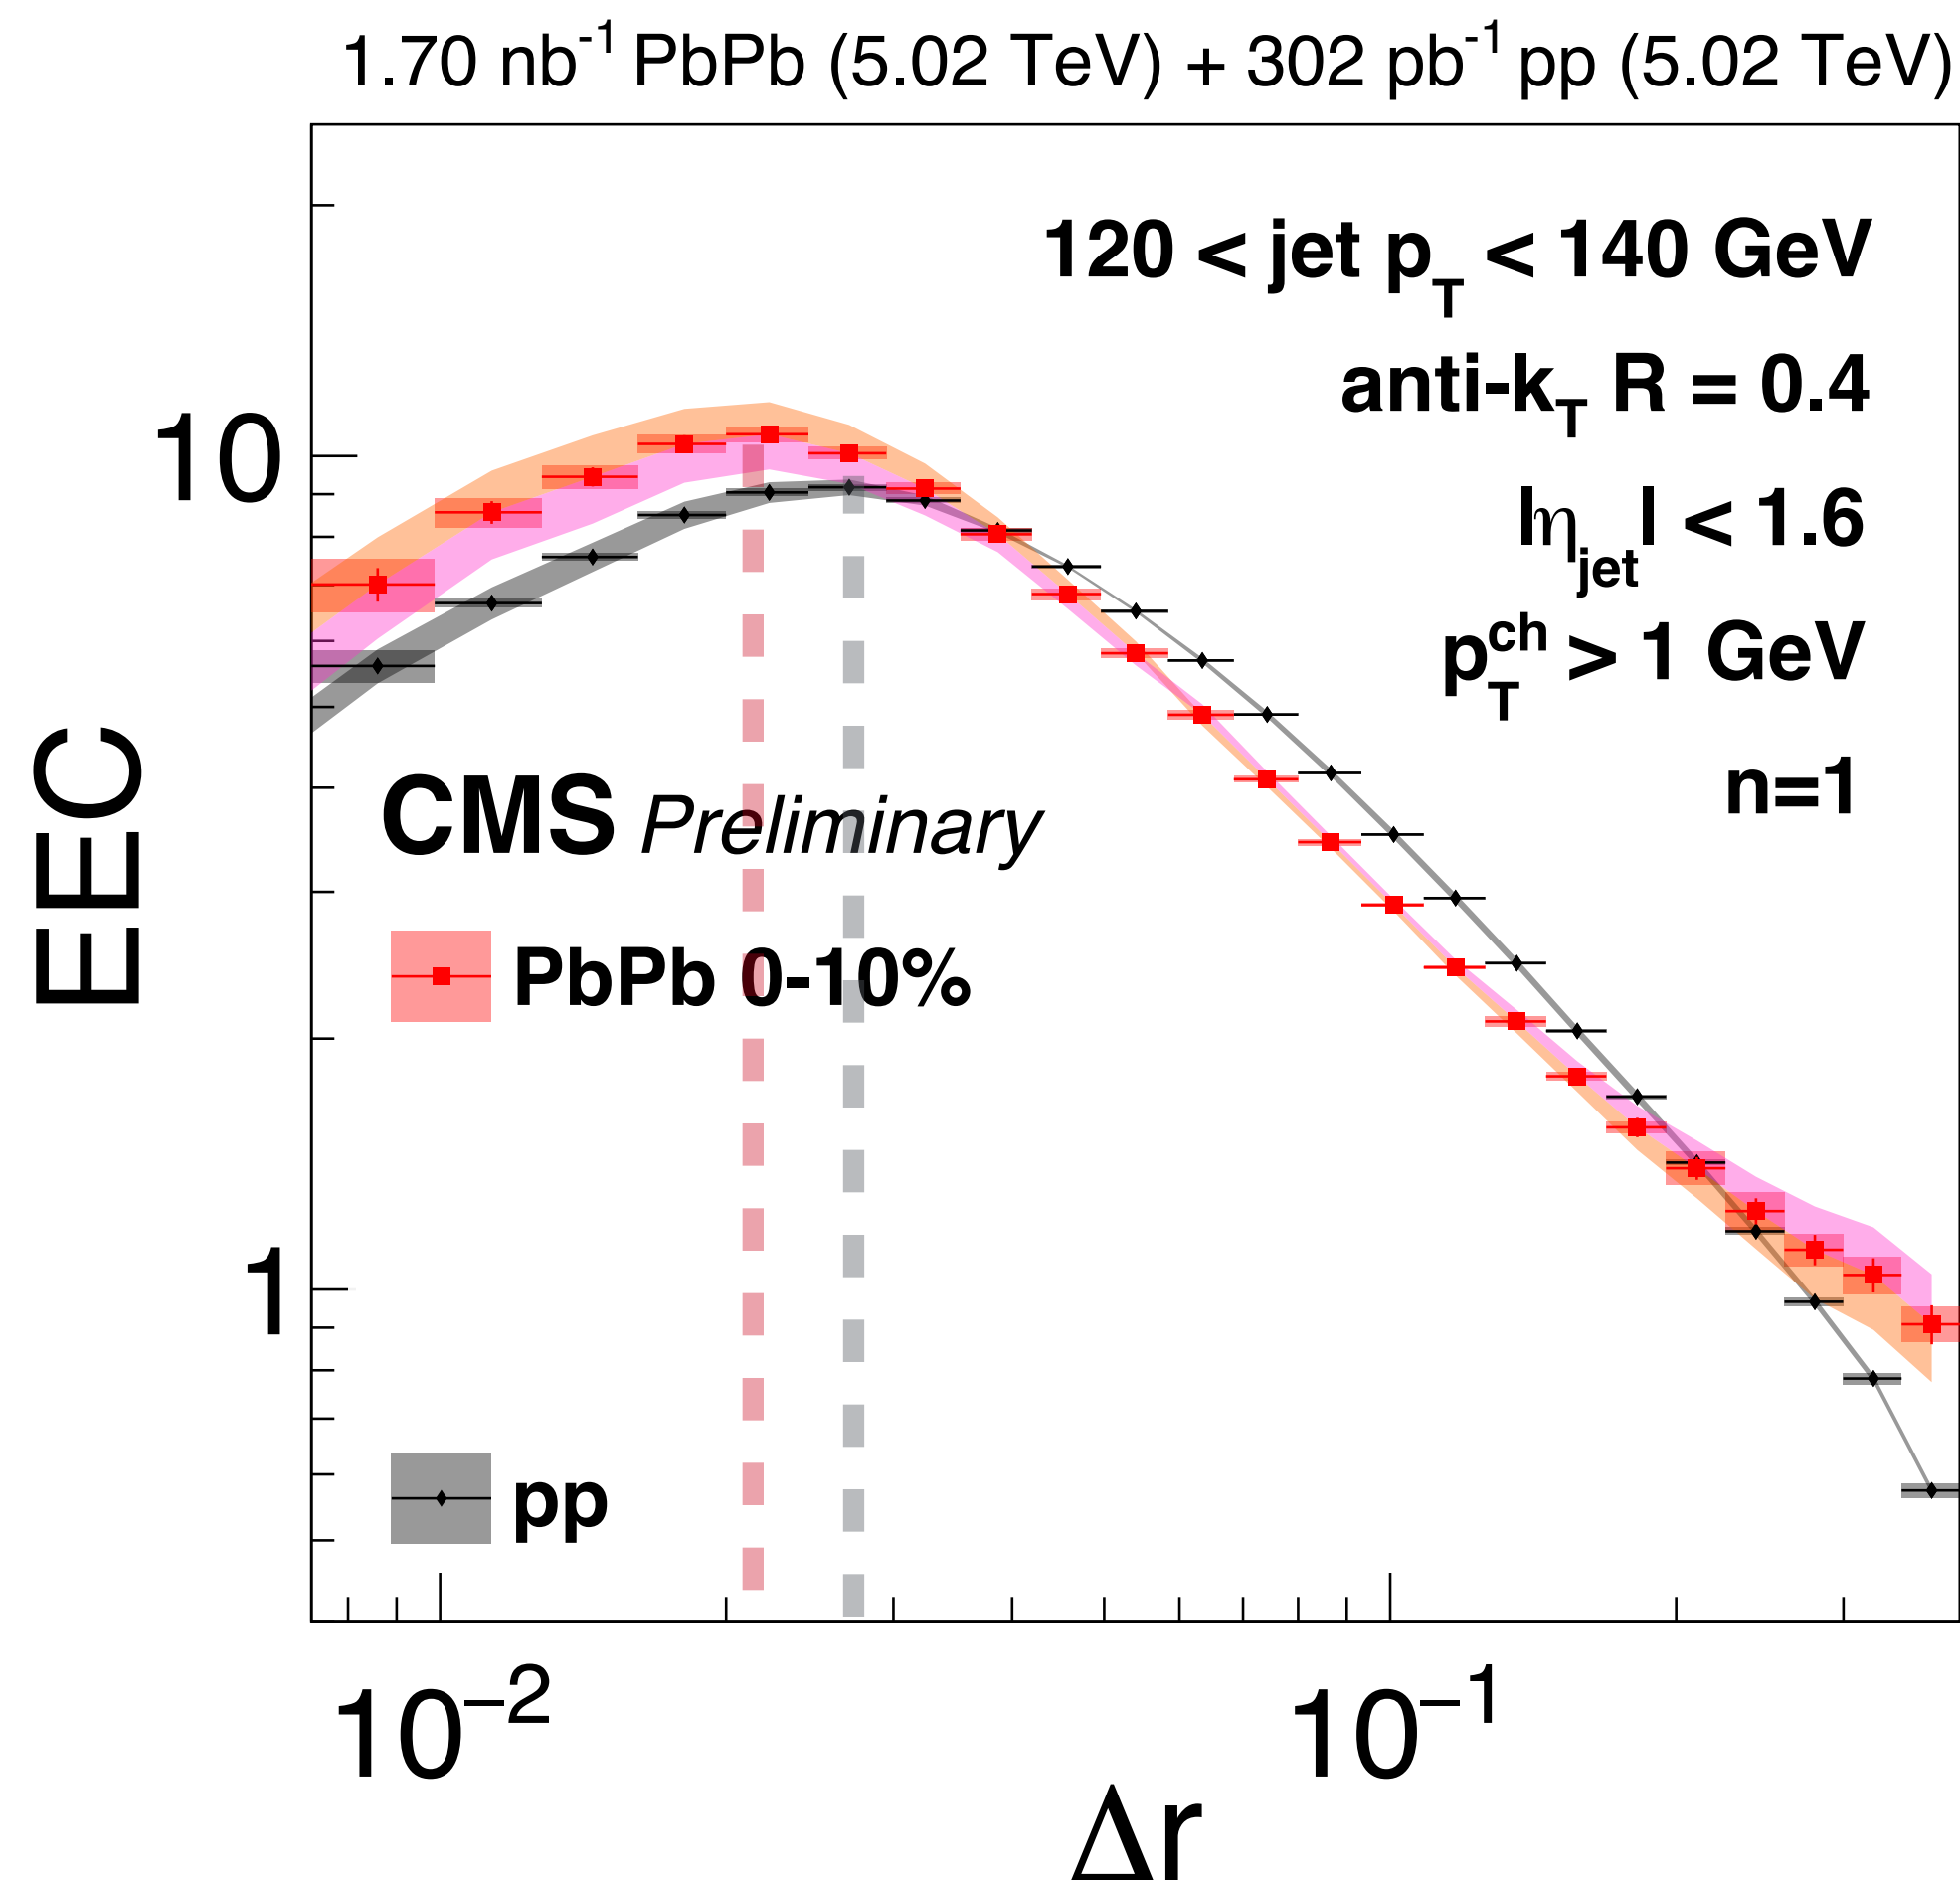 1.70 nb-1 PbPb (5.02 TeV) + 302 pb-1 pp (5.02 TeV)
120 < jet pT < 140 GeV
anti-kT R = 0.4
|ηjet| < 1.6
pTch > 1 GeV
n=1
10
1
EEC
CMS Preliminary
PbPb 0-10%
pp
10−2
10−1
Δr